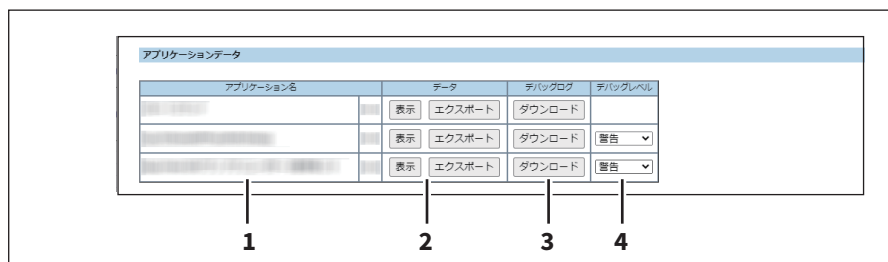 アプリケーションデータ
アプリケーション名 データ デバッグログ デバッグレベル
表示 エクスポート ダウンロード
表示 エクスポート ダウンロード 警告
表示 エクスポート ダウンロード 警告
1 2 3 4